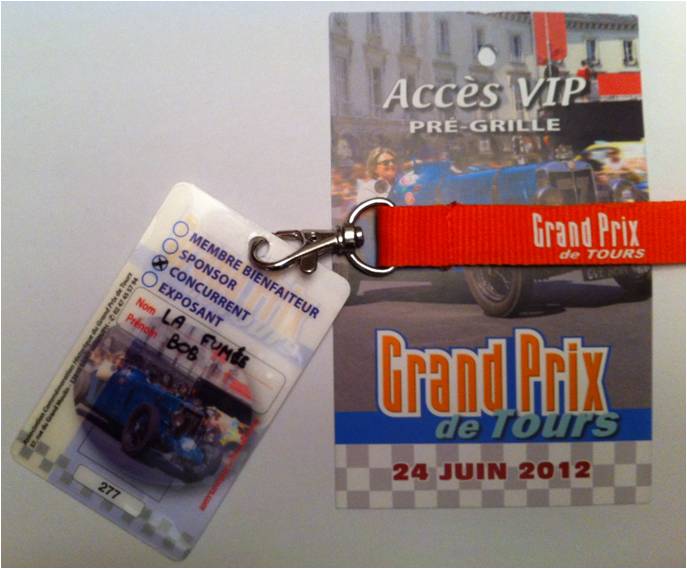 Accès VIP
PRÉ-GRILLE
Grand Prix
de TOURS
Grand Prix
de Tours
24 JUIN 2012
MEMBRE BIENFAITEUR
SPONSOR
CONCURRENT
EXPOSANT
Nom LA FUMÉE
Prénom BOB
277